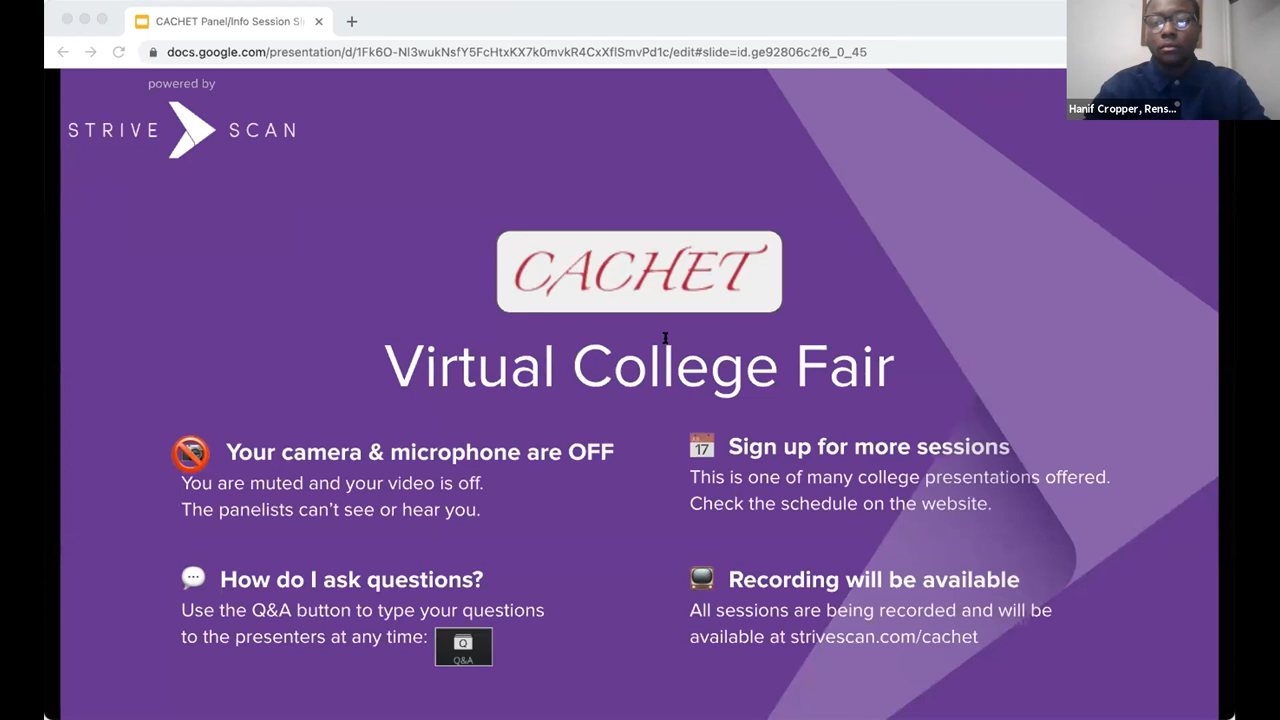 CACHET Panel/Info Session Sl
docs.google.com/presentation/d/1Fk6O-Nl3wukNsfY5FcHtxKX7k0mvkR4CxXflSmvPd1c/edit#slide=id.ge92806c2f6_0_45
Hanif Cropper, Rens...
powered by
STRIVE SCAN
CACHET
Virtual College Fair
Your camera & microphone are OFF
You are muted and your video is off.
The panelists can't see or hear you.
17
Sign up for more sessions
This is one of many college presentations offered.
Check the schedule on the website.
How do I ask questions?
Use the Q&A button to type your questions
to the presenters at any time:
Q
Q&A
Recording will be available
All sessions are being recorded and will be
available at strivescan.com/cachet